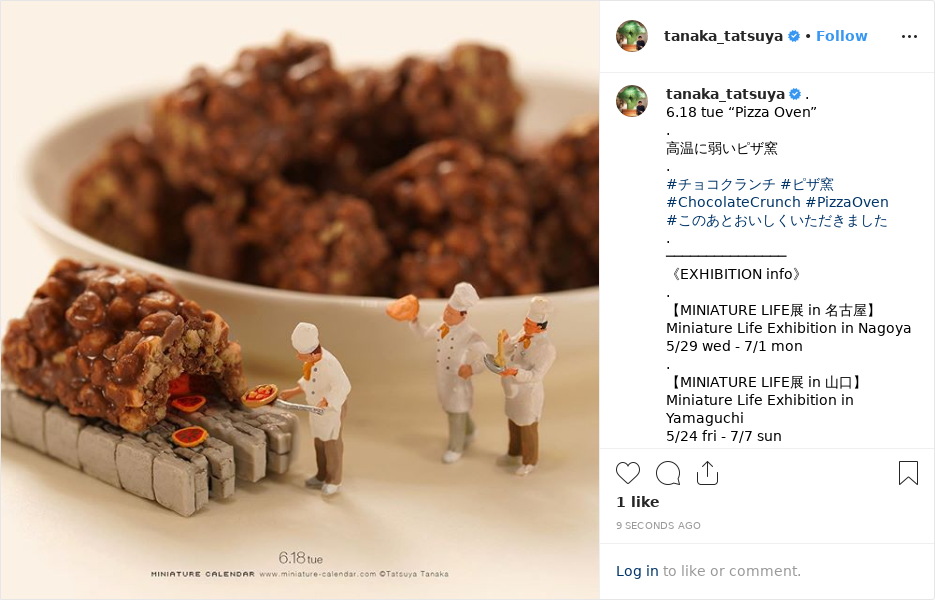 6.18 tue
MINIATURE CALENDAR www.miniature-calendar.com ©Tatsuya Tanaka
tanaka_tatsuya • Follow
tanaka_tatsuya .
6.18 tue “Pizza Oven”
.
高温に弱いピザ窯
.
#チョコクランチ #ピザ窯
#ChocolateCrunch #PizzaOven
#このあとおいしくいただきました
.
───────────────
《EXHIBITION info》
.
【MINIATURE LIFE展 in 名古屋】
Miniature Life Exhibition in Nagoya
5/29 wed - 7/1 mon
.
【MINIATURE LIFE展 in 山口】
Miniature Life Exhibition in
Yamaguchi
5/24 fri - 7/7 sun
1 like
9 SECONDS AGO
Log in to like or comment.